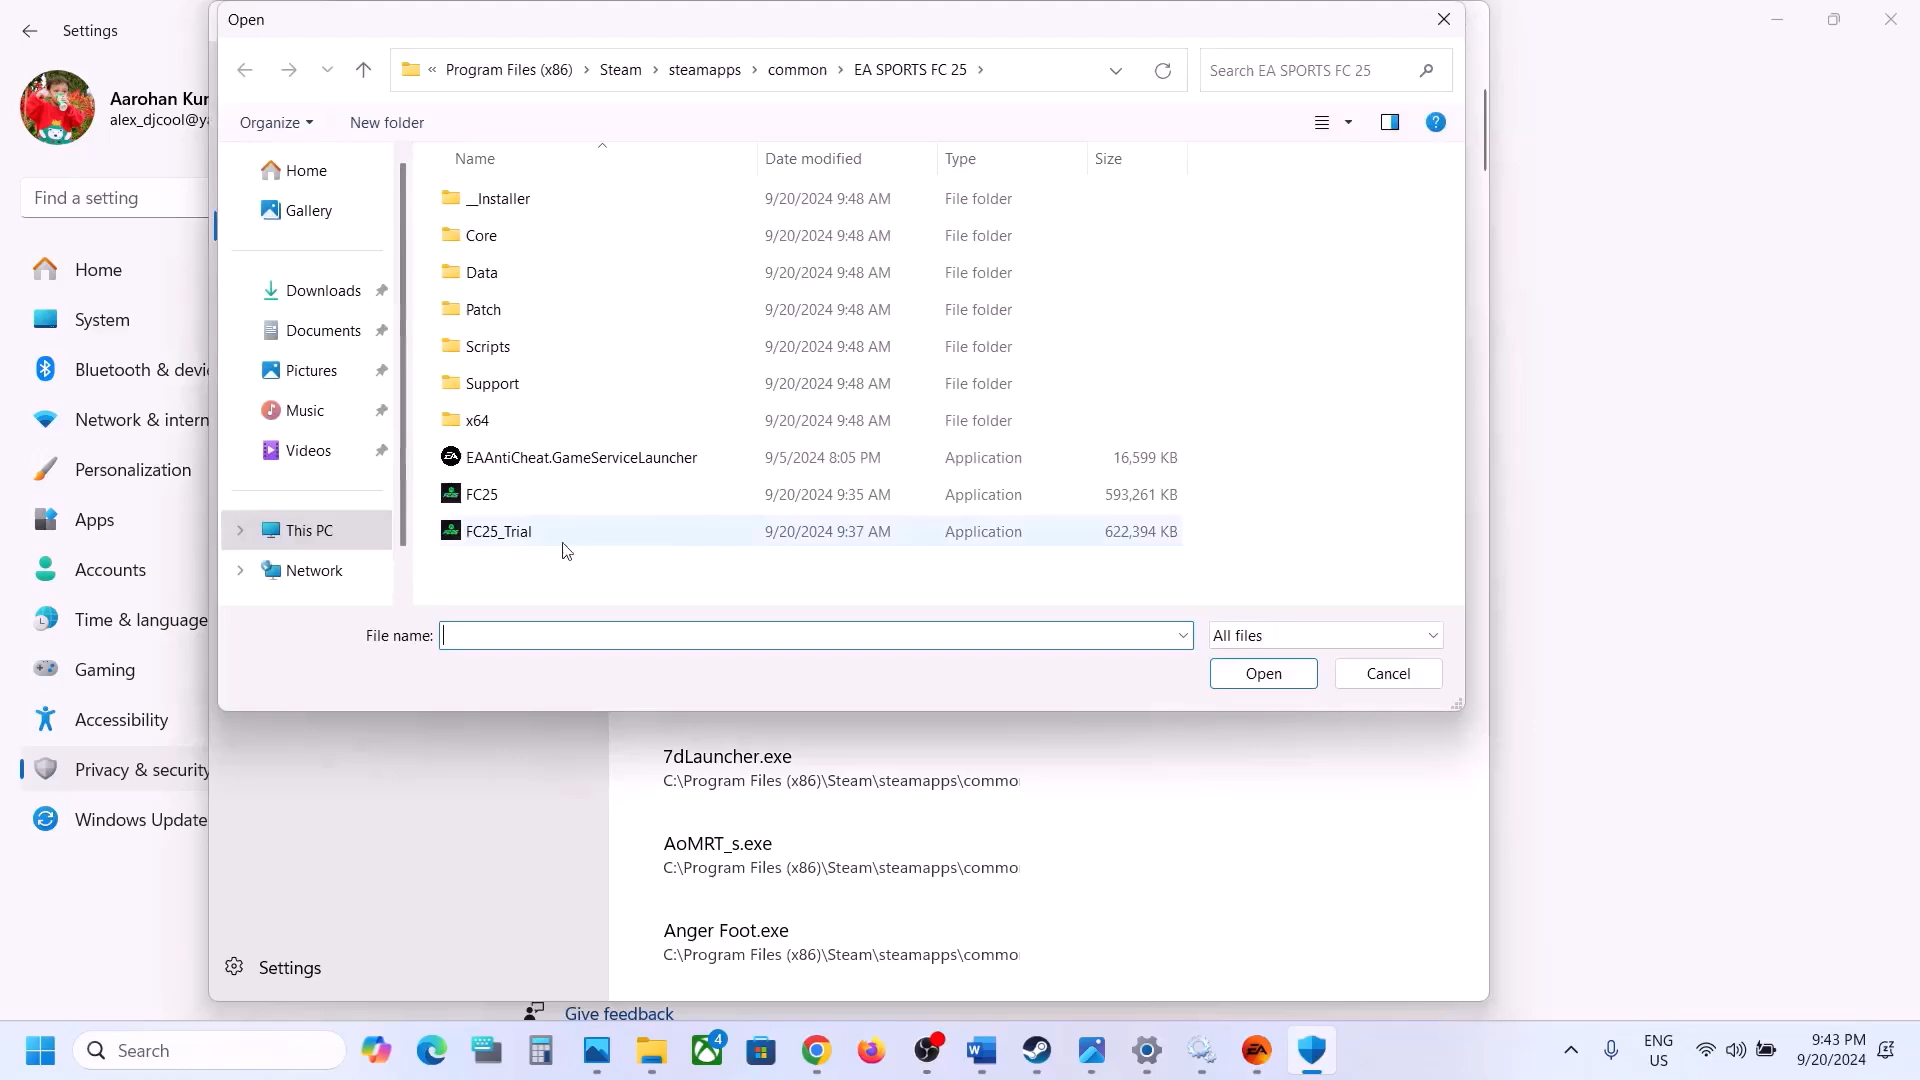 Settings
Aarohan Kur
alex_djcool@y
Find a setting
Home
System
Bluetooth & devi
Network & intern
Personalization
Apps
Accounts
Time & language
Gaming
Accessibility
Privacy & security
Windows Update
Open
« Program Files (x86) › Steam › steamapps › common › EA SPORTS FC 25 ›
Search EA SPORTS FC 25
Organize
New folder
Home
Gallery
Downloads
Documents
Pictures
Music
Videos
This PC
Network
Name Date modified Type Size
__Installer 9/20/2024 9:48 AM File folder
Core 9/20/2024 9:48 AM File folder
Data 9/20/2024 9:48 AM File folder
Patch 9/20/2024 9:48 AM File folder
Scripts 9/20/2024 9:48 AM File folder
Support 9/20/2024 9:48 AM File folder
x64 9/20/2024 9:48 AM File folder
EAAntiCheat.GameServiceLauncher 9/5/2024 8:05 PM Application 16,599 KB
FC25 9/20/2024 9:35 AM Application 593,261 KB
FC25_Trial 9/20/2024 9:37 AM Application 622,394 KB
File name:
All files
Open
Cancel
7dLauncher.exe
C:\Program Files (x86)\Steam\steamapps\commo
AoMRT_s.exe
C:\Program Files (x86)\Steam\steamapps\commo
Anger Foot.exe
C:\Program Files (x86)\Steam\steamapps\commo
Settings
Give feedback
Search
4
ENG
US
9:43 PM
9/20/2024